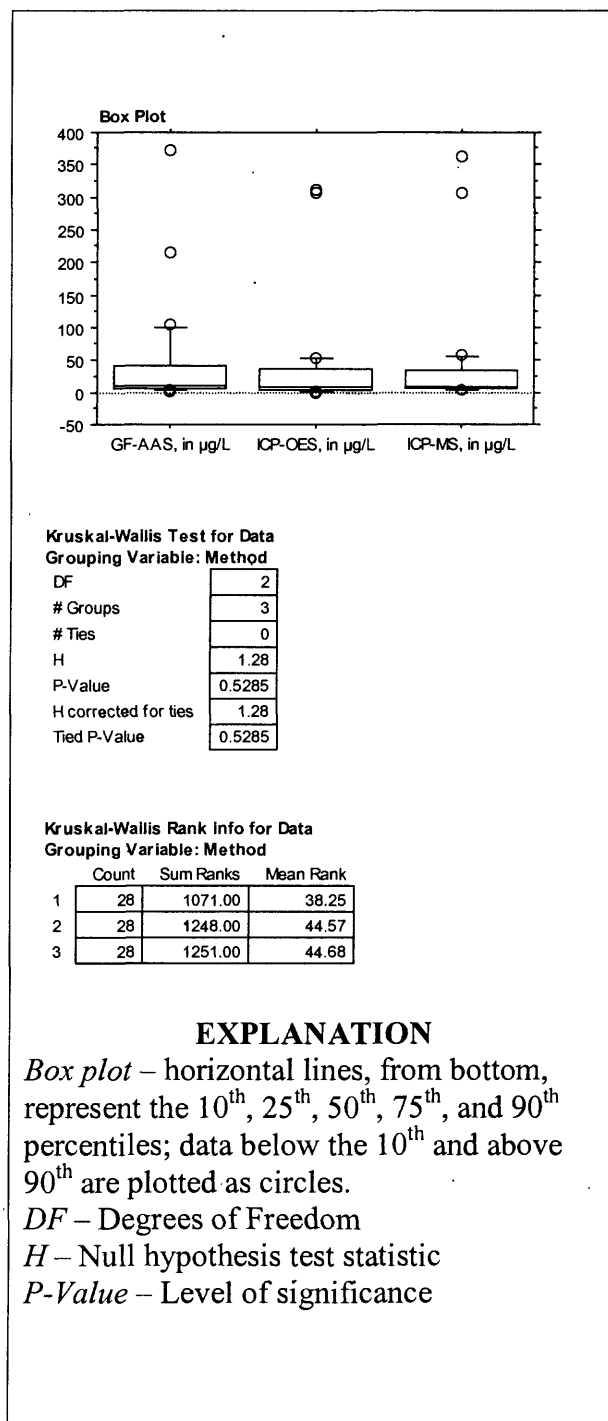 Box Plot
400
350
300
250
200
150
100
50
0
-50
GF-AAS, in µg/L ICP-OES, in µg/L ICP-MS, in µg/L
Kruskal-Wallis Test for Data
Grouping Variable: Method
DF 2
# Groups 3
# Ties 0
H 1.28
P-Value 0.5285
H corrected for ties 1.28
Tied P-Value 0.5285
Kruskal-Wallis Rank Info for Data
Grouping Variable: Method
Count Sum Ranks Mean Rank
1 28 1071.00 38.25
2 28 1248.00 44.57
3 28 1251.00 44.68
EXPLANATION
Box plot – horizontal lines, from bottom,
represent the 10th, 25th, 50th, 75th, and 90th
percentiles; data below the 10th and above
90th are plotted as circles.
DF – Degrees of Freedom
H – Null hypothesis test statistic
P-Value – Level of significance